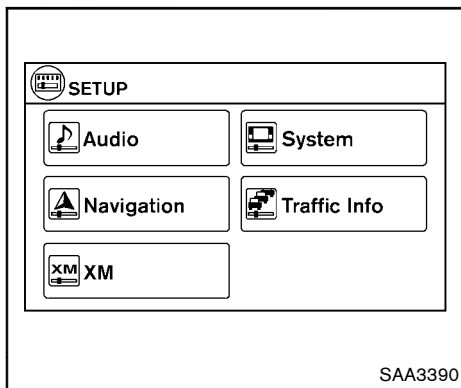 SETUP
Audio
System
Navigation
Traffic Info
XM XM
SAA3390